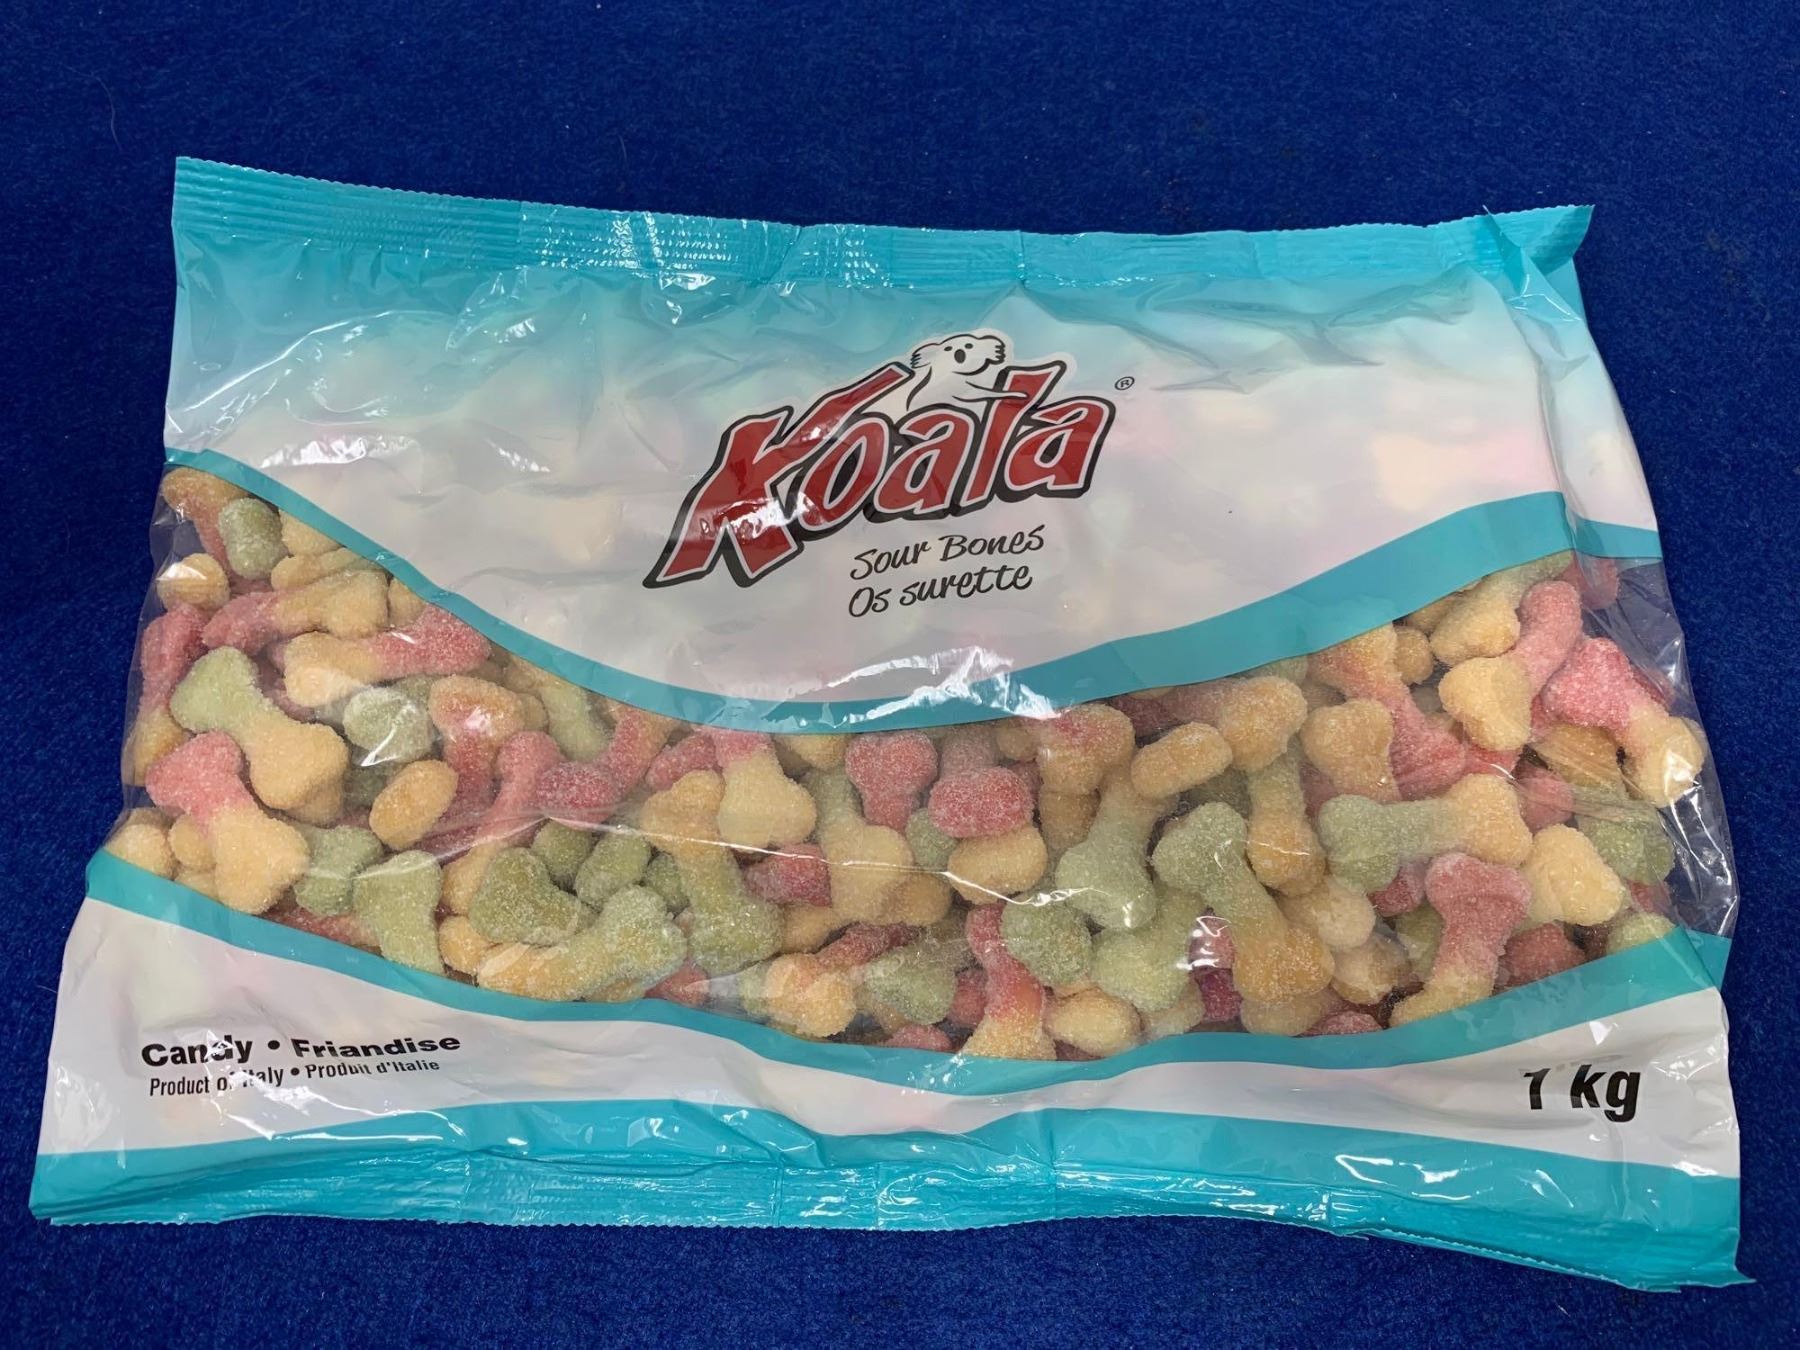 Koala ®
Sour Bones
Os surette
Candy • Friandise
Product of Italy • Produit d'Italie
1 kg